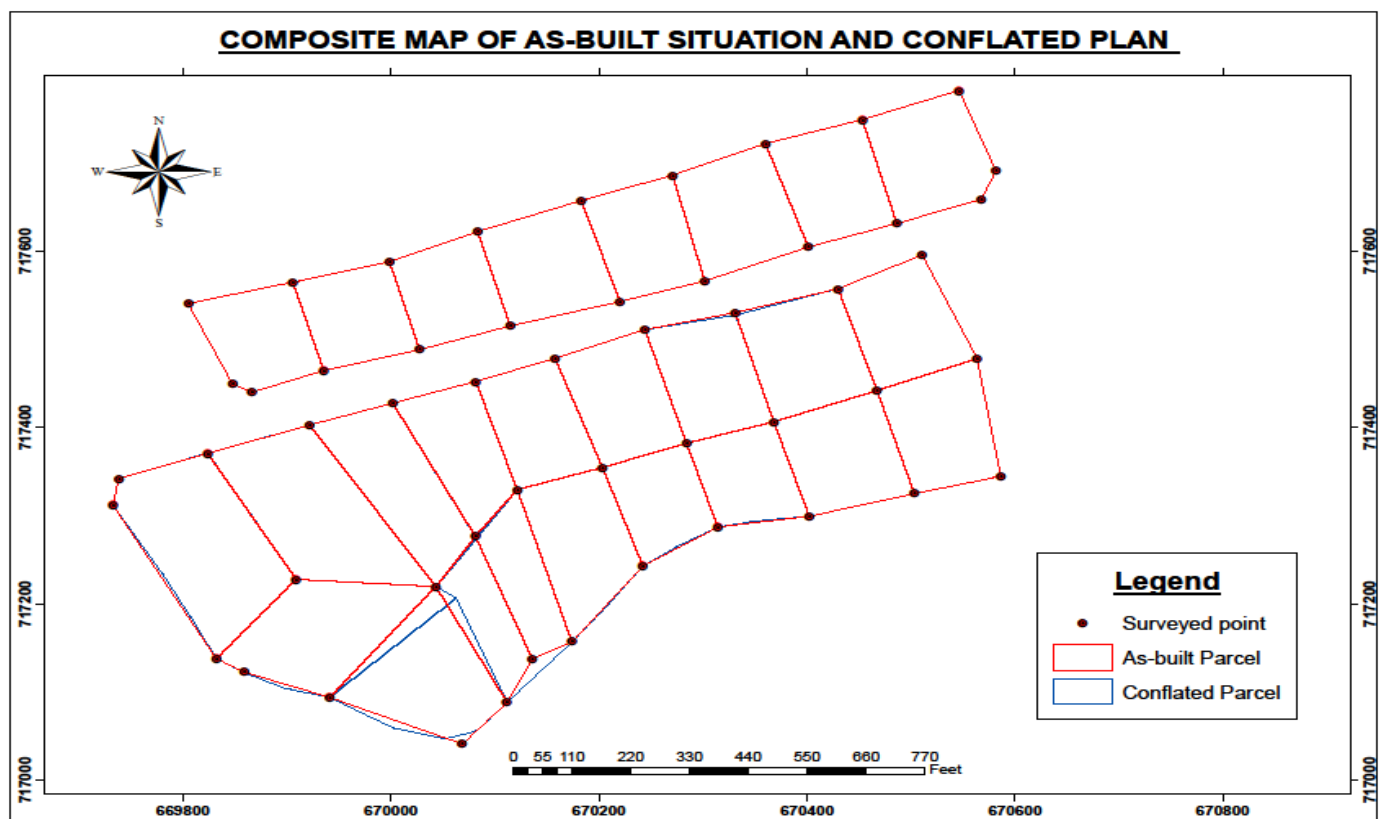 COMPOSITE MAP OF AS-BUILT SITUATION AND CONFLATED PLAN
N
W E
S
717600 717600
717400 717400
717200 717200
717000 717000
Legend
Surveyed point
As-built Parcel
Conflated Parcel
0 55 110 220 330 440 550 660 770
Feet
669800 670000 670200 670400 670600 670800